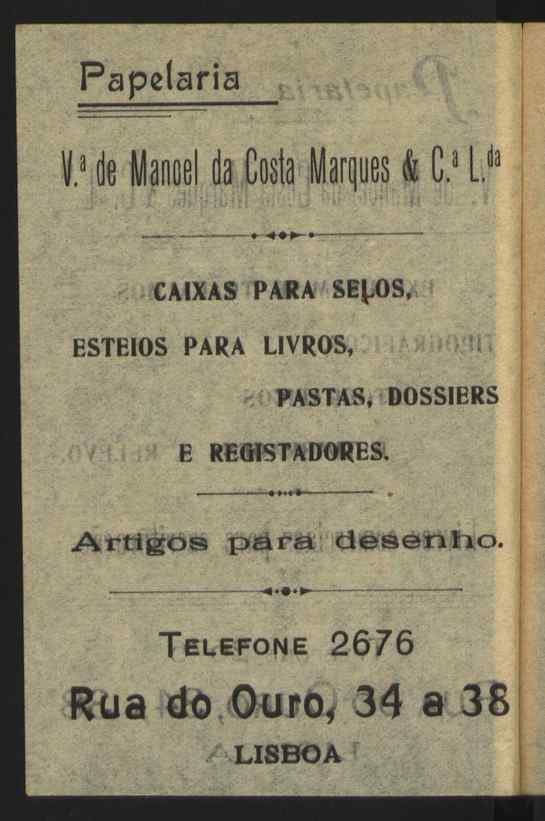 Papelaria
V.ª de Manoel da Costa Marques & C.ª L.da
CAIXAS PARA SELOS,
ESTEIOS PARA LIVROS,
PASTAS, DOSSIERS
E REGISTADORES.
Artigos para desenho.
TELEFONE 2676
Rua do Ouro, 34 a 38
LISBOA